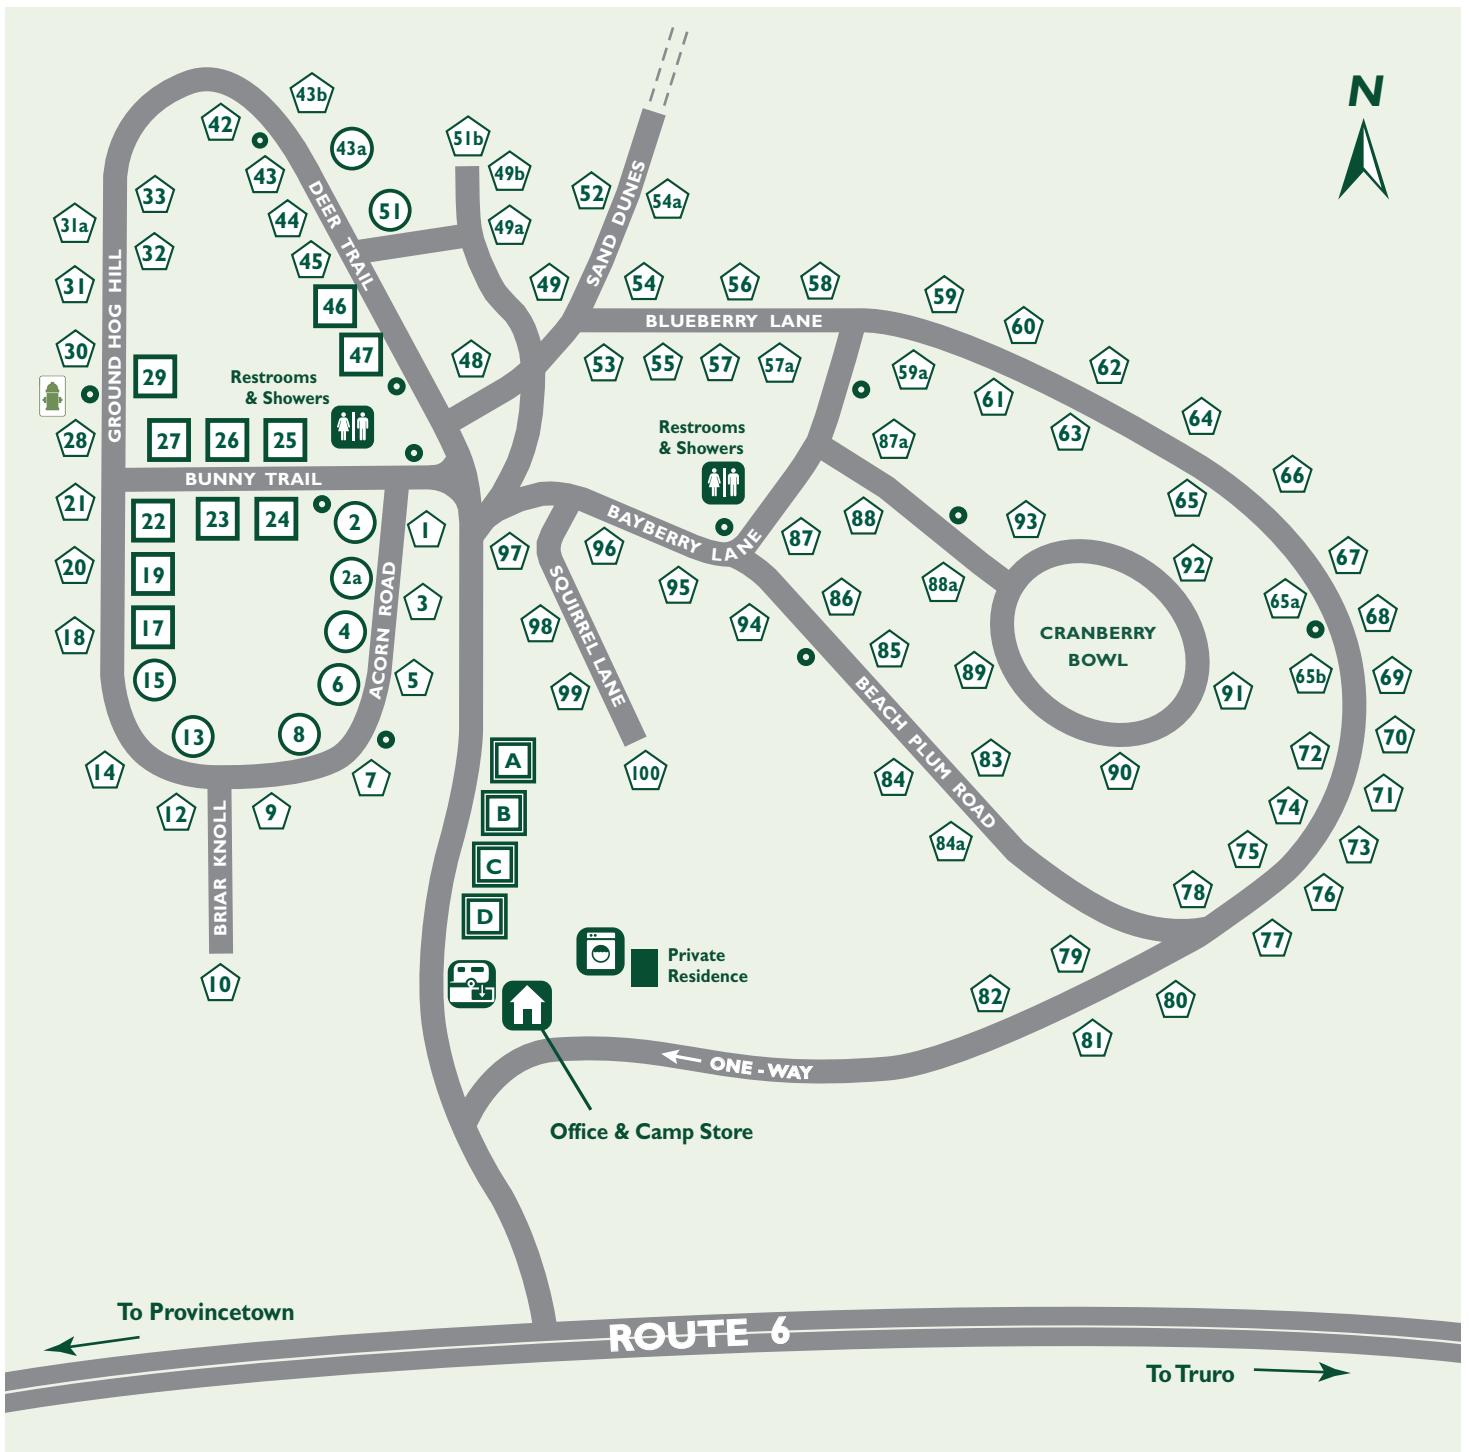 N
43b
42
43a
51b
43
49b
33
52
54a
31a
44
51
49a
DEER TRAIL
SAND DUNES
32
45
31
49
54
56
58
59
46
GROUND HOG HILL
BLUEBERRY LANE
60
30
47
48
53
55
57
57a
59a
62
29
Restrooms
& Showers
61
64
28
27
26
25
Restrooms
& Showers
87a
63
BUNNY TRAIL
66
21
22
23
24
2
1
BAYBERRY LANE
88
93
65
97
96
87
67
20
19
2a
95
88a
92
3
86
65a
68
18
17
4
ACORN ROAD
98
SQUIRREL LANE
94
CRANBERRY
BOWL
85
15
6
5
99
89
91
65b
69
BEACH PLUM ROAD
13
8
70
14
7
A
100
84
83
90
72
12
9
B
71
74
BRIAR KNOLL
C
84a
75
73
D
78
76
10
Private
Residence
79
77
82
80
81
ONE-WAY
Office & Camp Store
To Provincetown
ROUTE 6
To Truro